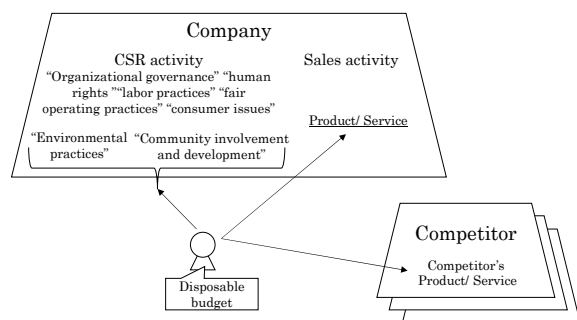 Company
CSR activity
“Organizational governance” “human
rights ”“labor practices” “fair
operating practices” “consumer issues”
“Environmental
practices”
“Community involvement
and development”
Sales activity
Product/ Service
Competitor
Competitor's
Product/ Service
Disposable
budget